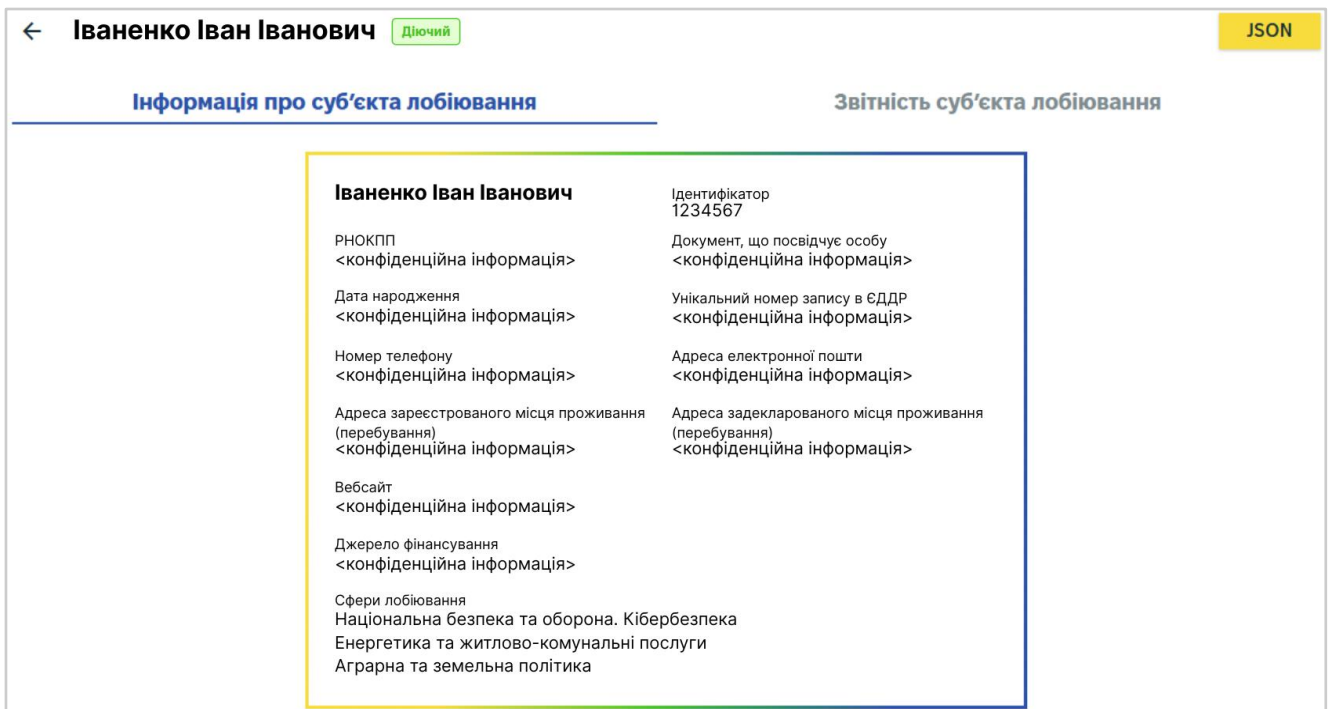 ← Іваненко Іван Іванович Діючий JSON
Інформація про суб’єкта лобіювання Звітність суб’єкта лобіювання
Іваненко Іван Іванович
Ідентифікатор
1234567
РНОКПП
<конфіденційна інформація>
Документ, що посвідчує особу
<конфіденційна інформація>
Дата народження
<конфіденційна інформація>
Унікальний номер запису в ЄДДР
<конфіденційна інформація>
Номер телефону
<конфіденційна інформація>
Адреса електронної пошти
<конфіденційна інформація>
Адреса зареєстрованого місця проживання
(перебування)
<конфіденційна інформація>
Адреса задекларованого місця проживання
(перебування)
<конфіденційна інформація>
Вебсайт
<конфіденційна інформація>
Джерело фінансування
<конфіденційна інформація>
Сфери лобіювання
Національна безпека та оборона. Кібербезпека
Енергетика та житлово-комунальні послуги
Аграрна та земельна політика